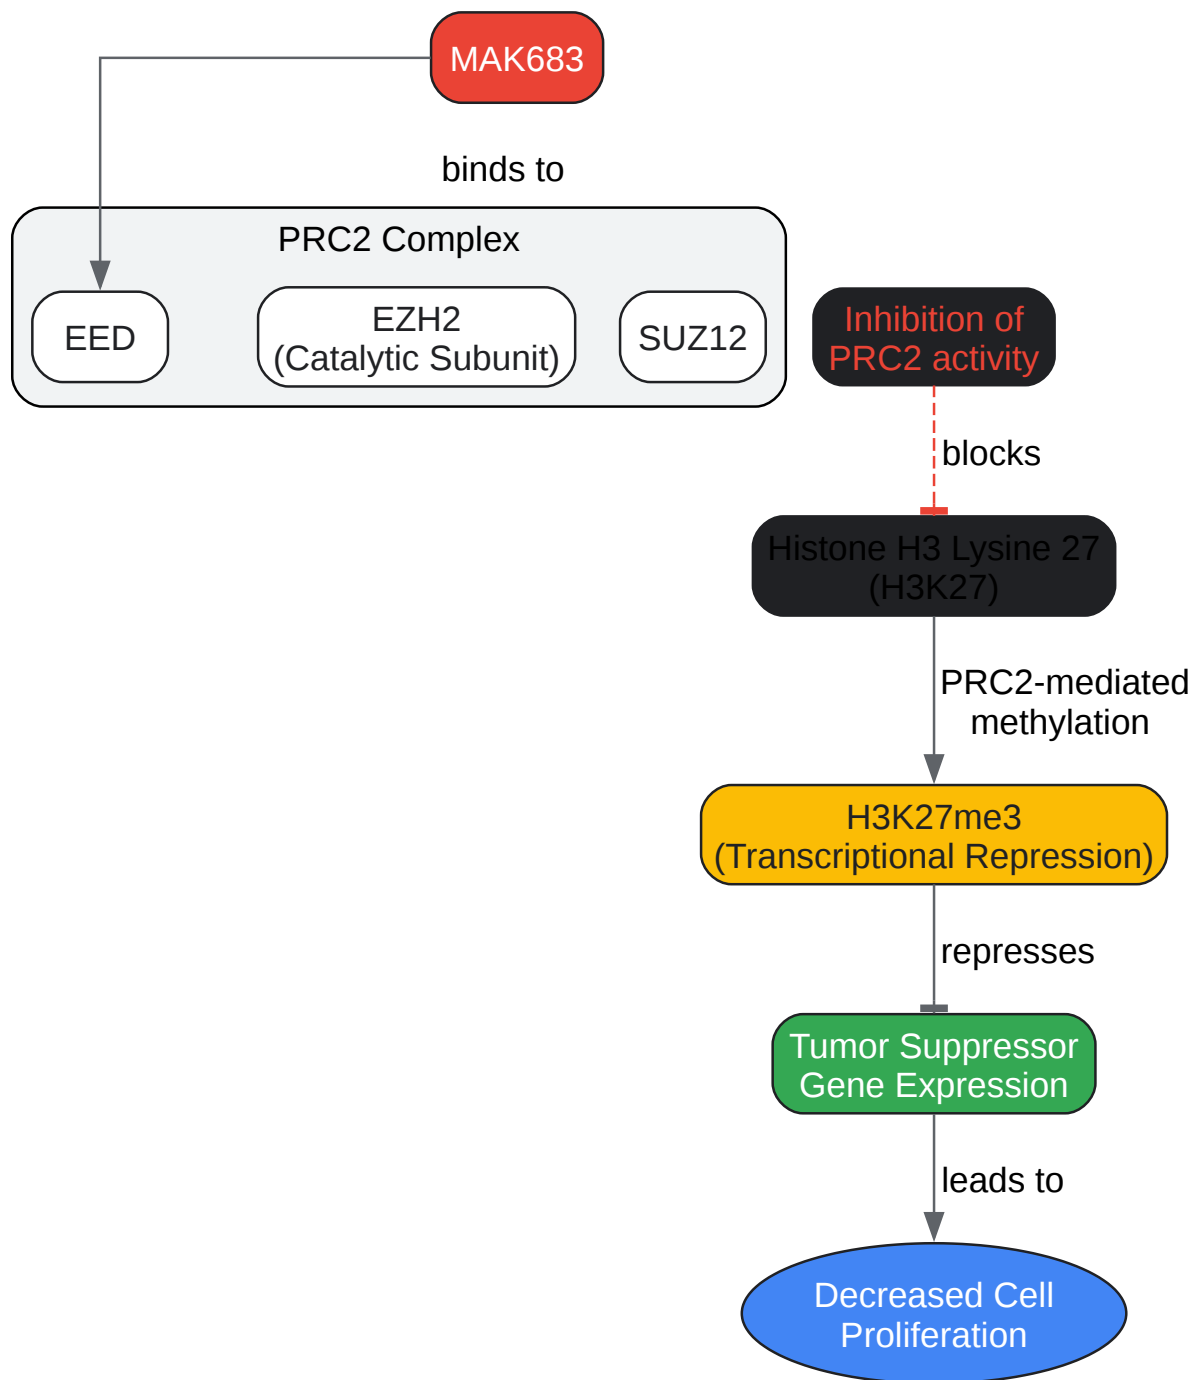 MAK683
binds to
PRC2 Complex
EED
EZH2
(Catalytic Subunit)
SUZ12
Inhibition of
PRC2 activity
blocks
Histone H3 Lysine 27
(H3K27)
PRC2-mediated
methylation
H3K27me3
(Transcriptional Repression)
represses
Tumor Suppressor
Gene Expression
leads to
Decreased Cell
Proliferation